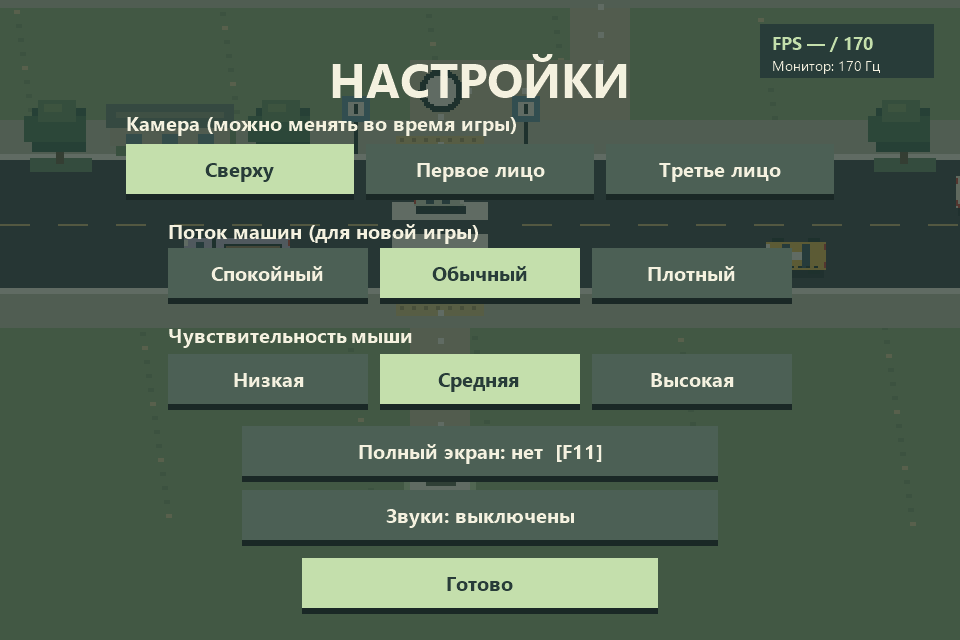 FPS — / 170
Монитор: 170 Гц
НАСТРОЙКИ
Камера (можно менять во время игры)
Сверху
Первое лицо
Третье лицо
Поток машин (для новой игры)
Спокойный
Обычный
Плотный
Чувствительность мыши
Низкая
Средняя
Высокая
Полный экран: нет [F11]
Звуки: выключены
Готово